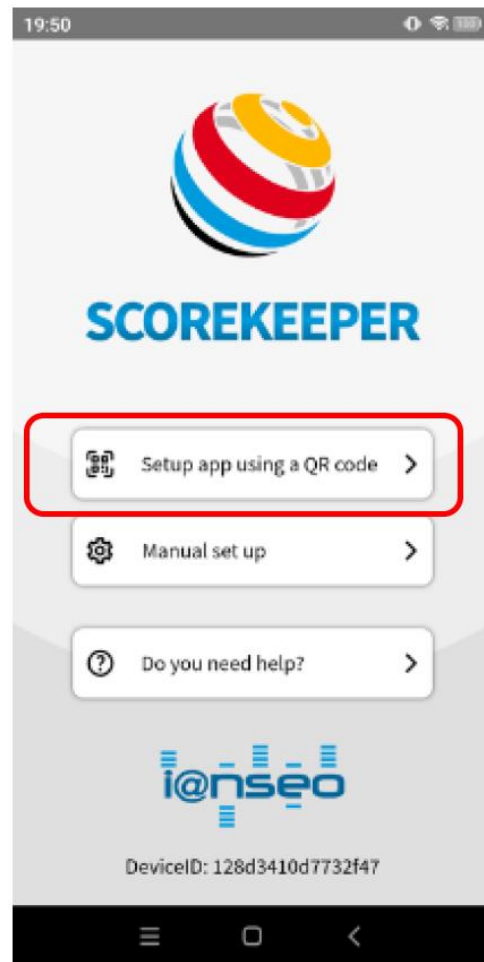 19:50
SCOREKEEPER
Setup app using a QR code
Manual set up
Do you need help?
i@nseo
DeviceID: 128d3410d7732f47